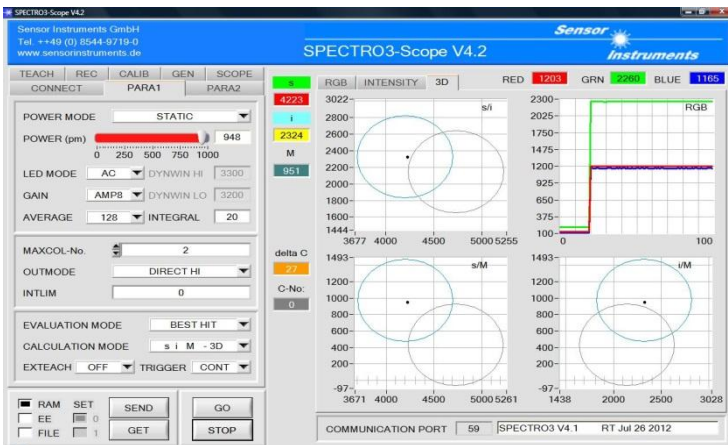 SPECTRO3-Scope V4.2
Sensor Instruments GmbH
Tel. ++49 (0) 8544-9719-0
www.sensorinstruments.de
SPECTRO3-Scope V4.2
Sensor
Instruments
TEACH REC CALIB GEN SCOPE
CONNECT PARA1 PARA2
POWER MODE STATIC
POWER (pm) 948
0 250 500 750 1000
LED MODE AC DYNWIN HI 3300
GAIN AMP8 DYNWIN LO 3200
AVERAGE 128 INTEGRAL 20
MAXCOL-No. 2
OUTMODE DIRECT HI
INTLIM 0
EVALUATION MODE BEST HIT
CALCULATION MODE s i M - 3D
EXTEACH OFF TRIGGER CONT
RAM SET SEND GO
EE 0
FILE 1 GET STOP
s
4223
i
2324
M
951
delta C
27
C-No:
0
RGB INTENSITY 3D RED 1203 GRN 2260 BLUE 1165
s/i
3022-
2800-
2600-
2400-
2200-
2000-
1800-
1600-
1444-
3677 4000 4500 5000 5255
RGB
2300-
2025-
1750-
1475-
1200-
925-
650-
375-
100-
0 100
s/M
1493-
1200-
1000-
800-
600-
400-
200-
-97-
3671 4000 4500 5000 5261
i/M
1493-
1200-
1000-
800-
600-
400-
200-
-97-
1438 2000 2500 3028
COMMUNICATION PORT 59 SPECTRO3 V4.1 RT Jul 26 2012